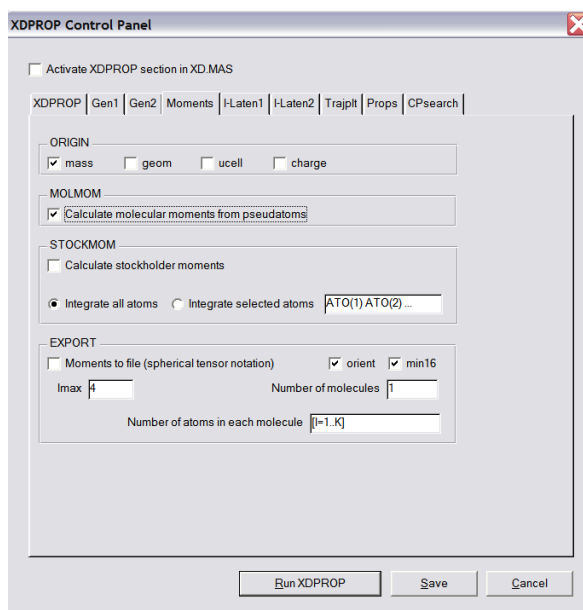 XDPROP Control Panel
Activate XDPROP section in XD.MAS
XDPROP Gen1 Gen2 Moments I-Laten1 I-Laten2 Trajplt Props CPsearch
ORIGIN
mass geom ucell charge
MOLMOM
Calculate molecular moments from pseudatoms
STOCKMOM
Calculate stockholder moments
Integrate all atoms Integrate selected atoms ATO(1) ATO(2) ...
EXPORT
Moments to file (spherical tensor notation) orient min16
lmax 4 Number of molecules 1
Number of atoms in each molecule [I=1..K]
Run XDPROP Save Cancel